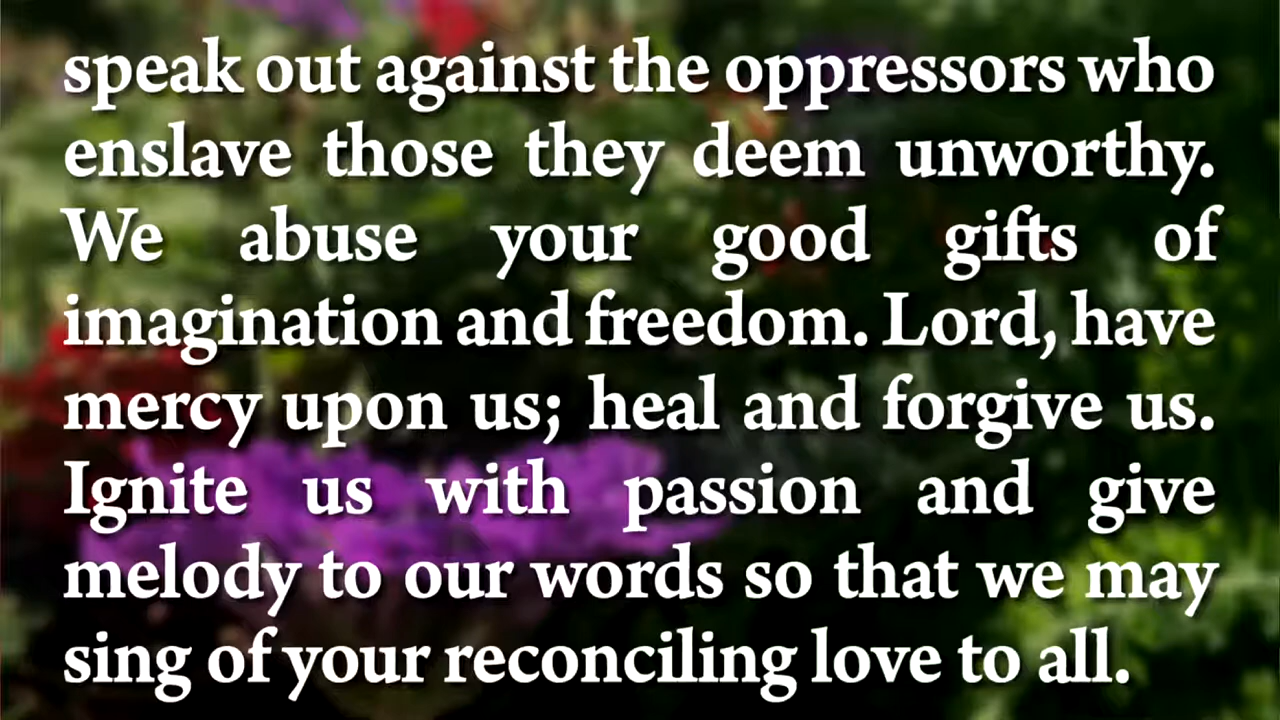 speak out against the oppressors who
enslave those they deem unworthy.
We abuse your good gifts of
imagination and freedom. Lord, have
mercy upon us; heal and forgive us.
Ignite us with passion and give
melody to our words so that we may
sing of your reconciling love to all.